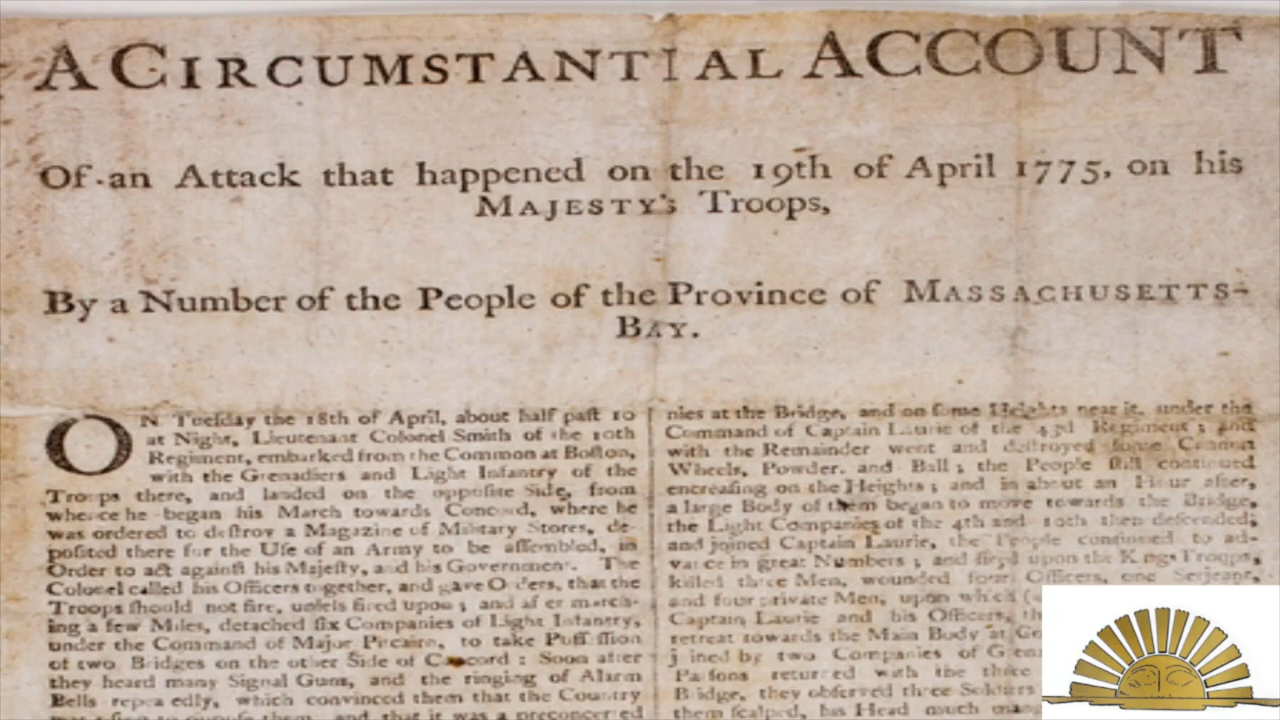 A CIRCUMSTANTIAL ACCOUNT
Of an Attack that happened on the 19th of April 1775, on his
MAJESTY's Troops,
By a Number of the People of the Province of MASSACHUSETTS-
BAY.
ON Tueſday the 18th of April, about half paſt 10
at Night, Lieutenant Colonel Smith of the 10th
Regiment, embarked from the Common at Boſton,
with the Grenadiers and Light Infantry of the
Troops there, and landed on the oppoſite Side, from
whence he began his March towards Concord, where he
was ordered to deſtroy a Magazine of Military Stores, de-
poſited there for the Uſe of an Army to be aſſembled, in
Order to act againſt his Majeſty, and his Government. The
Colonel called his Officers together, and gave Orders, that the
Troops ſhould not fire, unleſs fired upon; and after march-
ing a few Miles, detached ſix Companies of Light Infantry,
under the Command of Major Pitcairn, to take Poſſeſſion
of two Bridges on the other Side of Concord: Soon after
they heard many Signal Guns, and the ringing of Alarm
Bells repeatedly, which convinced them that the Country
them, and that it was a preconcerted
nies at the Bridge, and on ſome Heights near it, under the
Command of Captain Laurie of the 43d Regiment; and
with the Remainder went and deſtroyed ſome Cannon
Wheels, Powder, and Ball; the People ſtill continued
encreaſing on the Heights; and in about an Hour after,
a large Body of them began to move towards the Bridge,
the Light Companies of the 4th and 10th then deſcended,
and joined Captain Laurie, the People continued to ad-
vance in great Numbers; and fired upon the King's Troops,
killed three Men, wounded four Officers, one Serjeant,
and four private Men, upon which
Captain Laurie and his Officers,
retreat towards the Main Body at
joined by two Companies of
returned with the three
Bridge, they obſerved three Soldiers
them ſcalped, his Head much